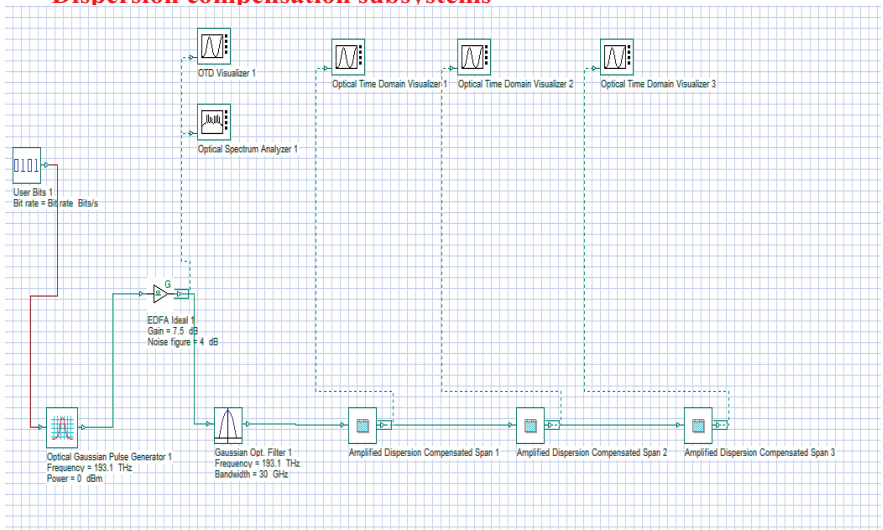 Dispersion compensation subsystems
OTD Visualizer 1
Optical Time Domain Visualizer 1
Optical Time Domain Visualizer 2
Optical Time Domain Visualizer 3
Optical Spectrum Analyzer 1
0101
User Bits 1
Bit rate = Bit rate Bits/s
G
EDFA Ideal 1
Gain = 7.5 dB
Noise figure = 4 dB
Optical Gaussian Pulse Generator 1
Frequency = 193.1 THz
Power = 0 dBm
Gaussian Opt. Filter 1
Frequency = 193.1 THz
Bandwidth = 30 GHz
Amplified Dispersion Compensated Span 1
Amplified Dispersion Compensated Span 2
Amplified Dispersion Compensated Span 3